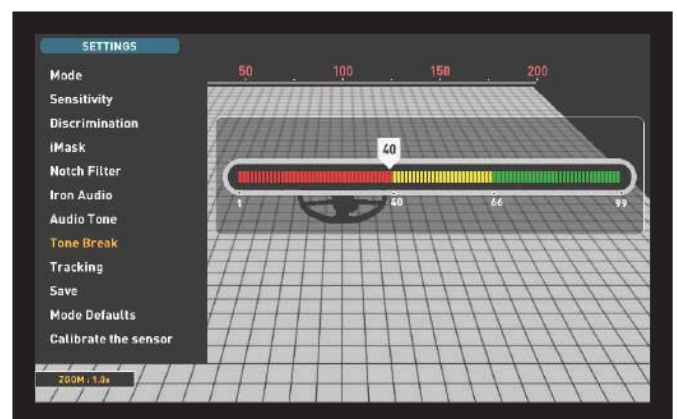 SETTINGS
Mode
Sensitivity
Discrimination
iMask
Notch Filter
Iron Audio
Audio Tone
Tone Break
Tracking
Save
Mode Defaults
Calibrate the sensor
ZOOM : 1.0x
50 100 150 200
40
1 40 66 99